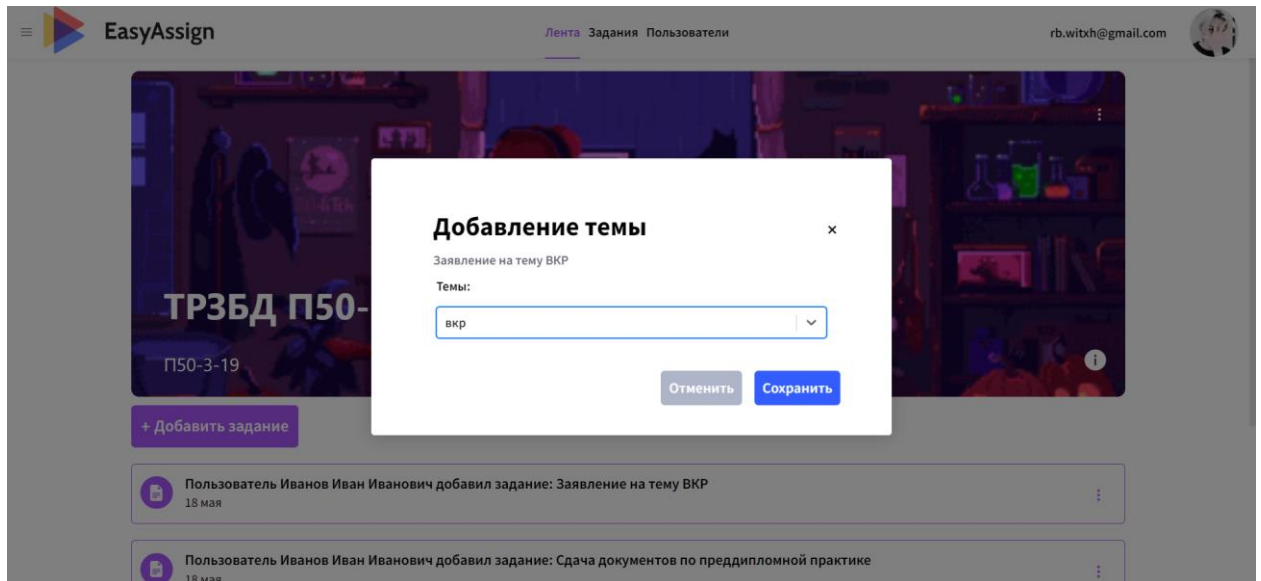 ≡ EasyAssign Лента Задания Пользователи rb.witxh@gmail.com
Добавление темы ×
Заявление на тему ВКР
Темы:
вкр
ТРЗБД П50-
П50-3-19
Отменить Сохранить
+ Добавить задание
Пользователь Иванов Иван Иванович добавил задание: Заявление на тему ВКР
18 мая
Пользователь Иванов Иван Иванович добавил задание: Сдача документов по преддипломной практике
18 мая